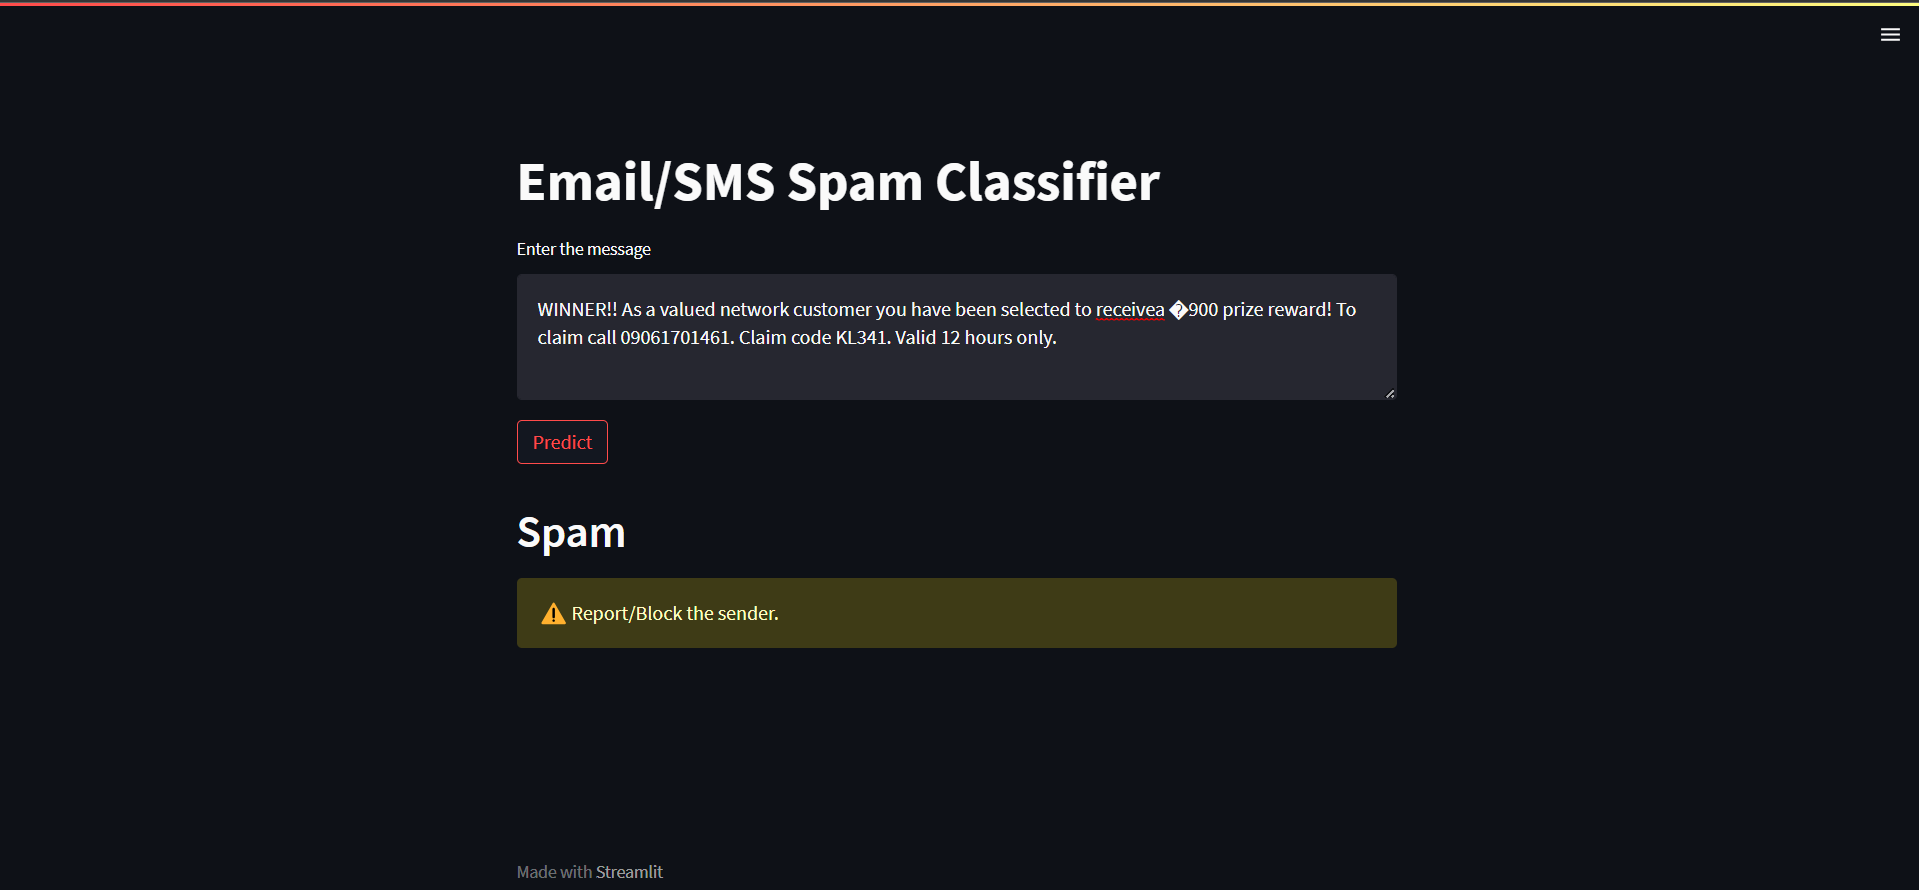 Email/SMS Spam Classifier
Enter the message
WINNER!! As a valued network customer you have been selected to receivea �900 prize reward! To
claim call 09061701461. Claim code KL341. Valid 12 hours only.
Predict
Spam
⚠️ Report/Block the sender.
Made with Streamlit